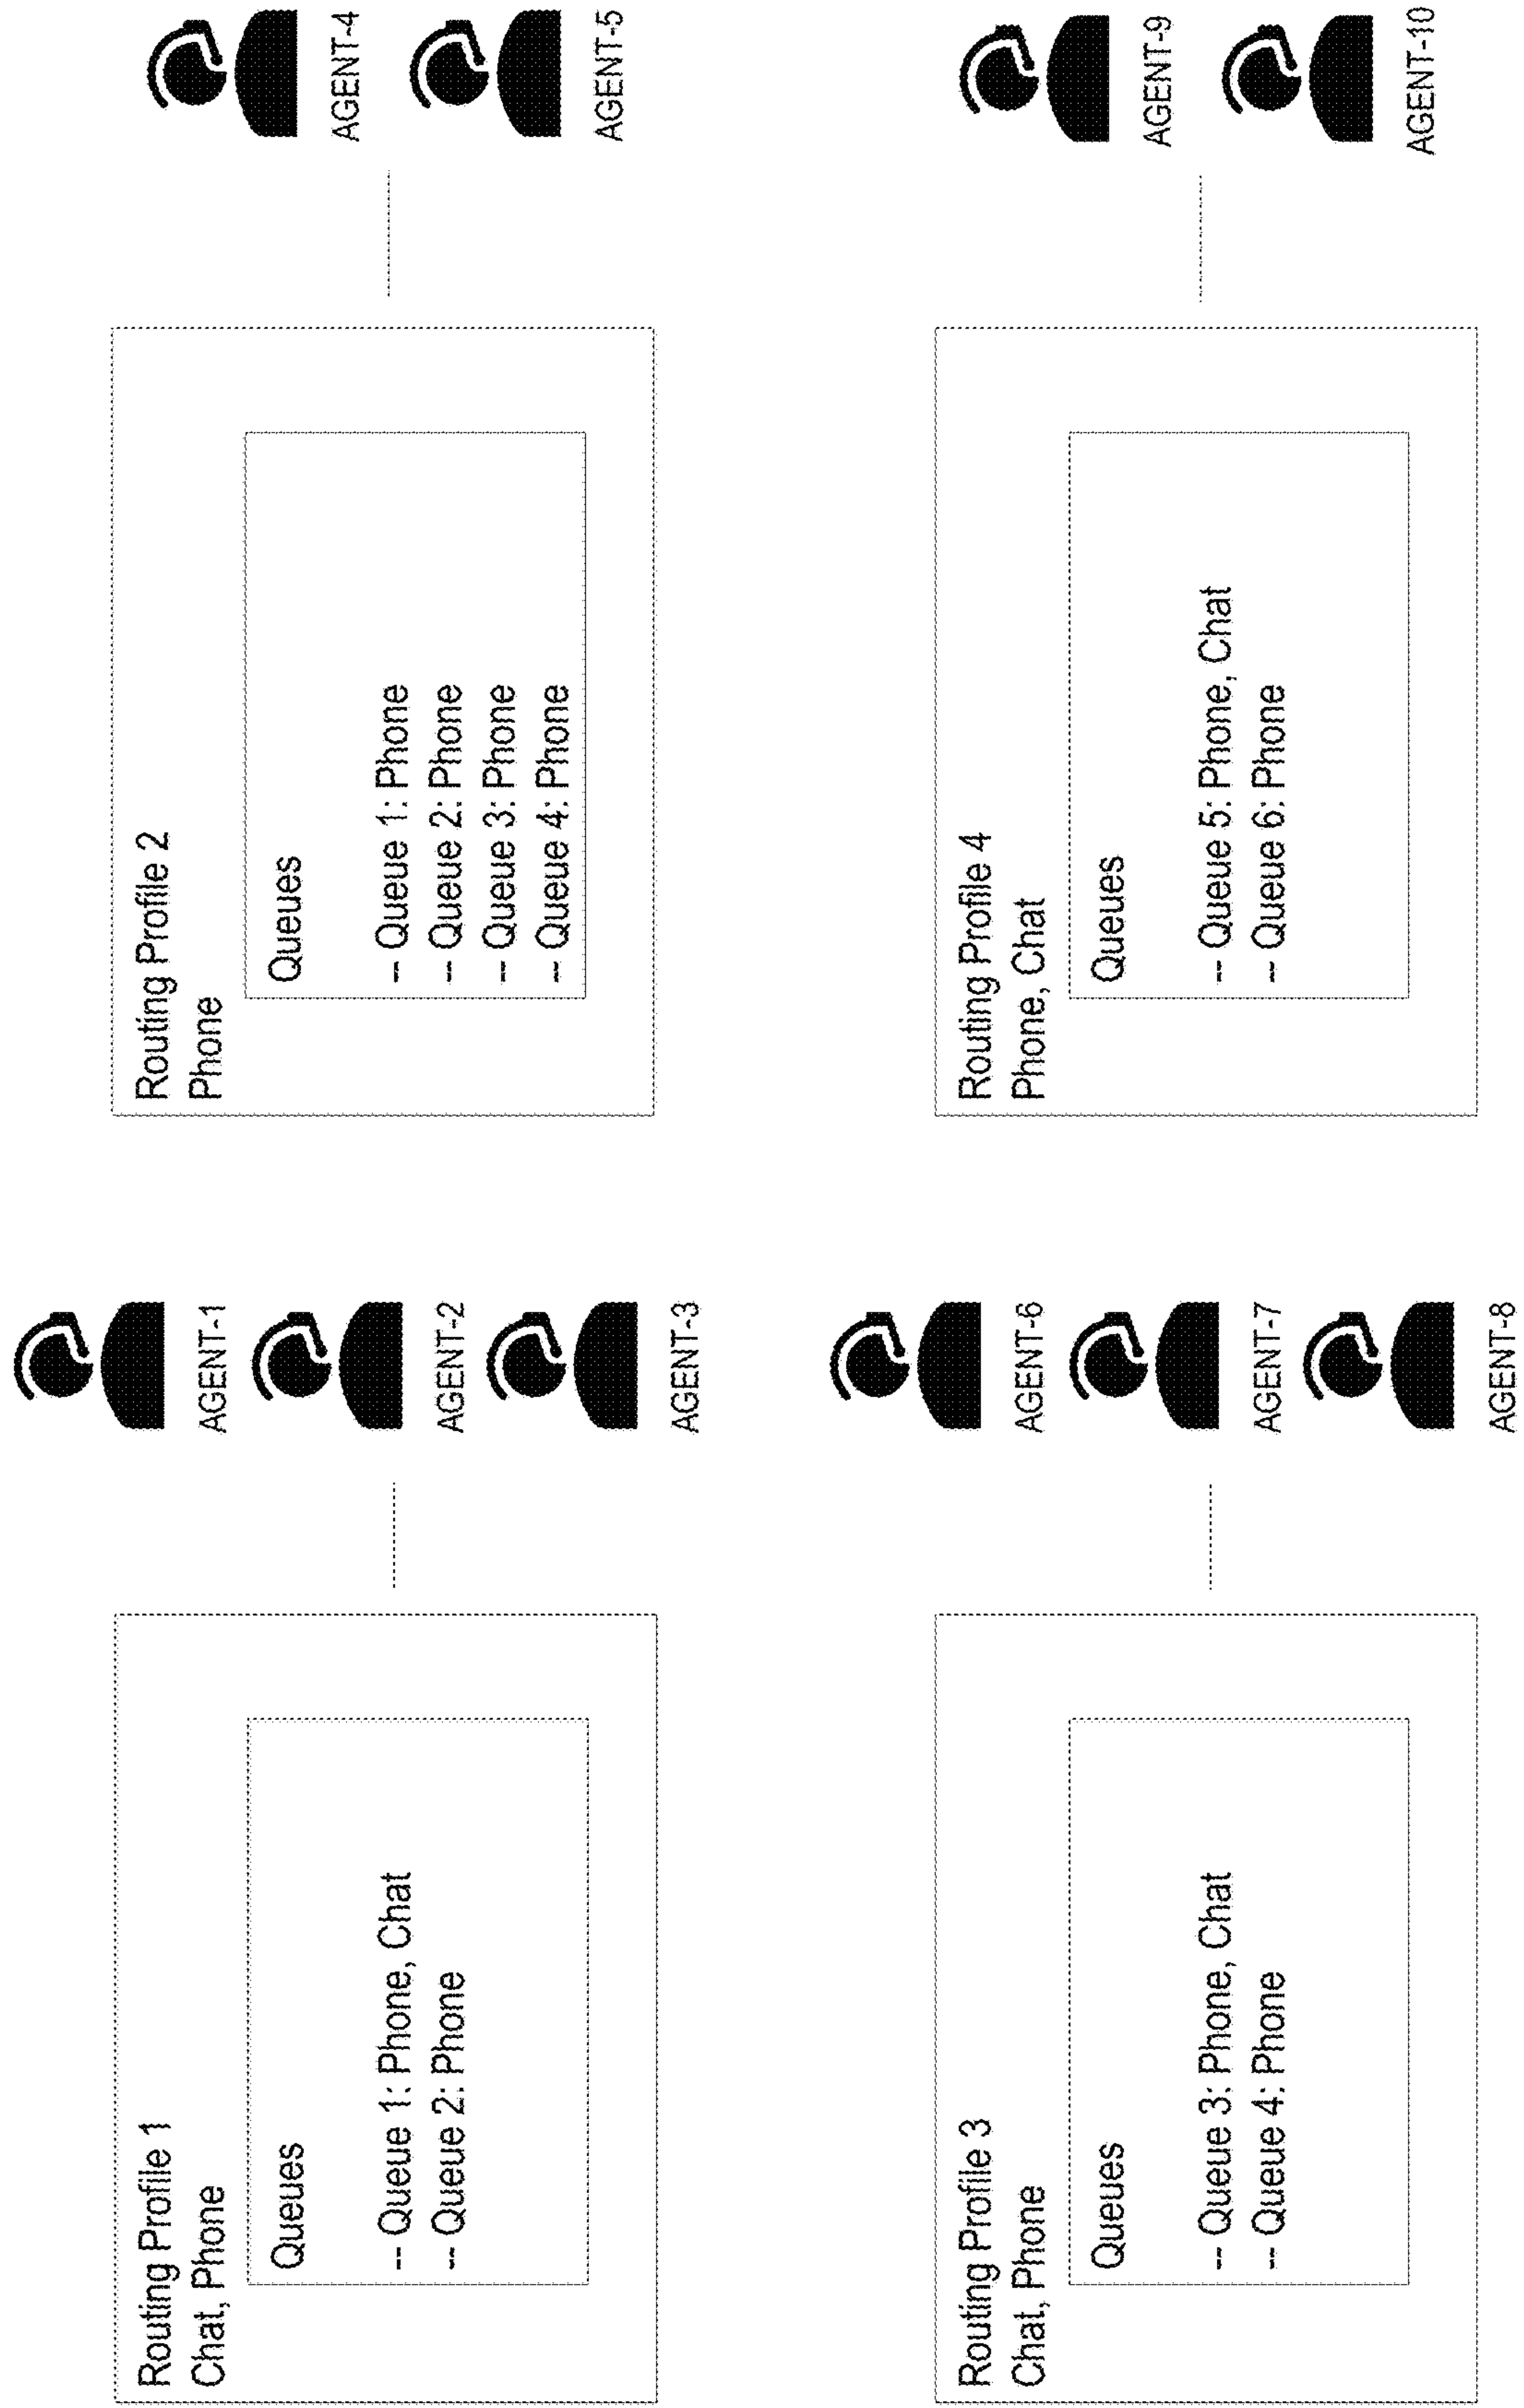 Routing Profile 1
Chat, Phone
Queues
-- Queue 1: Phone, Chat
-- Queue 2: Phone
AGENT-1
AGENT-2
AGENT-3
Routing Profile 2
Phone
Queues
-- Queue 1: Phone
-- Queue 2: Phone
-- Queue 3: Phone
-- Queue 4: Phone
AGENT-4
AGENT-5
Routing Profile 3
Chat, Phone
Queues
-- Queue 3: Phone, Chat
-- Queue 4: Phone
AGENT-6
AGENT-7
AGENT-8
Routing Profile 4
Phone, Chat
Queues
-- Queue 5: Phone, Chat
-- Queue 6: Phone
AGENT-9
AGENT-10